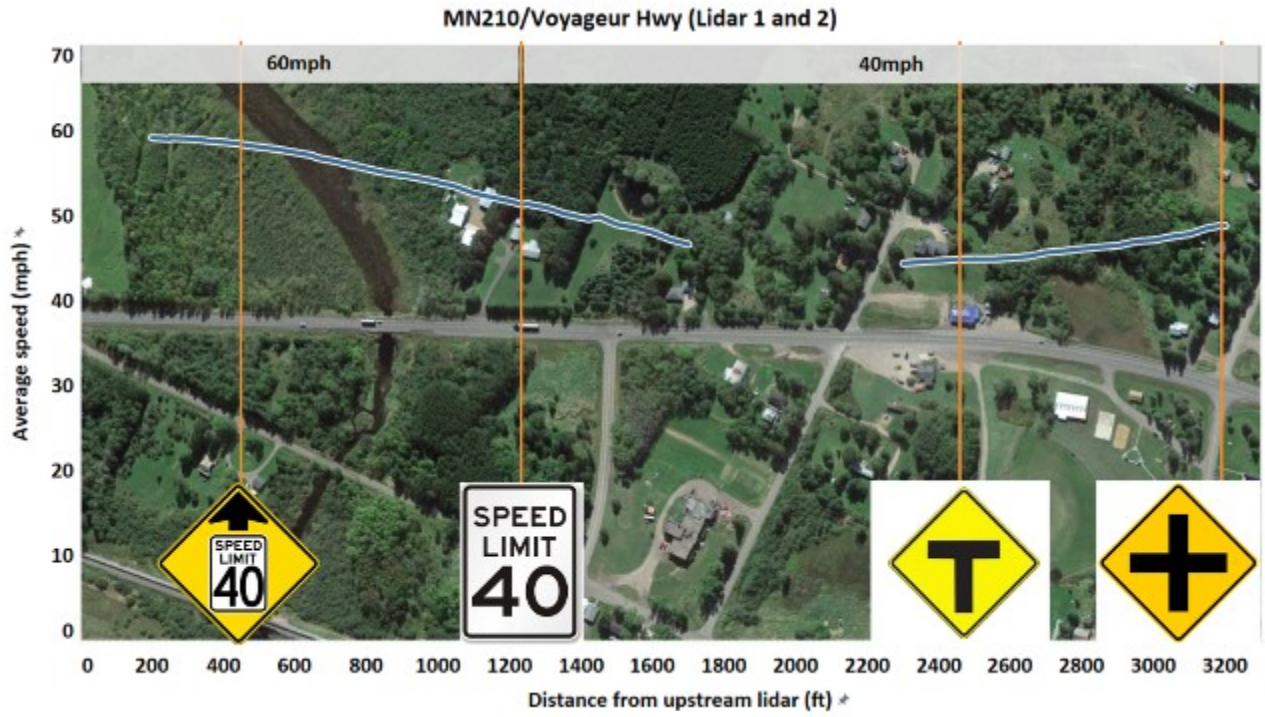 MN210/Voyageur Hwy (Lidar 1 and 2)
60mph
40mph
70
60
50
40
30
20
10
0
Average speed (mph)
SPEED
LIMIT
40
SPEED
LIMIT
40
T
0 200 400 600 800 1000 1200 1400 1600 1800 2000 2200 2400 2600 2800 3000 3200
Distance from upstream lidar (ft)